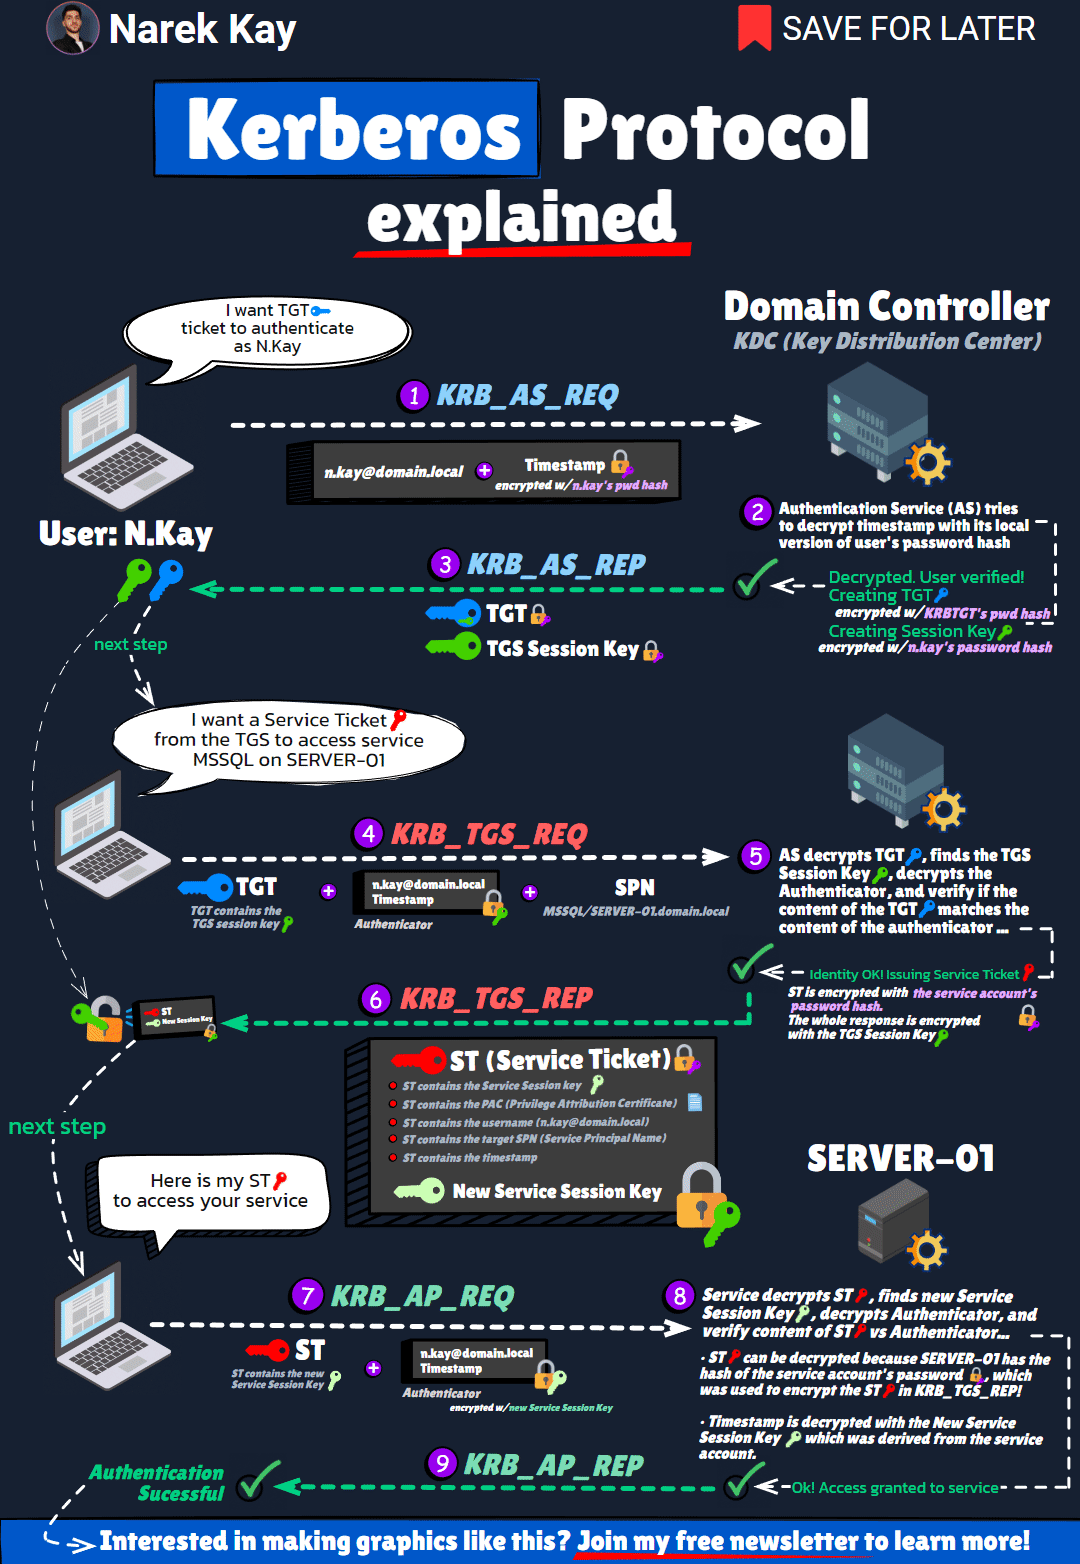 Narek Kay
SAVE FOR LATER
Kerberos Protocol
explained
I want TGT
ticket to authenticate
as N.Kay
Domain Controller
KDC (Key Distribution Center)
1 KRB_AS_REQ
n.kay@domain.local + Timestamp
encrypted w/n.kay's pwd hash
User: N.Kay
2 Authentication Service (AS) tries
to decrypt timestamp with its local
version of user's password hash
3 KRB_AS_REP
Decrypted. User verified!
Creating TGT
encrypted w/KRBTGT's pwd hash
Creating Session Key
encrypted w/n.kay's password hash
TGT
TGS Session Key
next step
I want a Service Ticket
from the TGS to access service
MSSQL on SERVER-01
4 KRB_TGS_REQ
TGT + n.kay@domain.local + SPN
Timestamp
TGT contains the
TGS session key
Authenticator
MSSQL/SERVER-01.domain.local
5 AS decrypts TGT, finds the TGS
Session Key, decrypts the
Authenticator, and verify if the
content of the TGT matches the
content of the authenticator ...
Identity OK! Issuing Service Ticket
ST is encrypted with the service account's
password hash.
The whole response is encrypted
with the TGS Session Key
6 KRB_TGS_REP
ST
New Session Key
ST (Service Ticket)
ST contains the Service Session key
ST contains the PAC (Privilege Attribution Certificate)
ST contains the username (n.kay@domain.local)
ST contains the target SPN (Service Principal Name)
ST contains the timestamp
New Service Session Key
next step
Here is my ST
to access your service
SERVER-01
7 KRB_AP_REQ
ST + n.kay@domain.local
Timestamp
ST contains the new
Service Session Key
Authenticator
encrypted w/new Service Session Key
8 Service decrypts ST, finds new Service
Session Key, decrypts Authenticator, and
verify content of ST vs Authenticator...
- ST can be decrypted because SERVER-01 has the
hash of the service account's password, which
was used to encrypt the ST in KRB_TGS_REP!
- Timestamp is decrypted with the New Service
Session Key which was derived from the service
account.
9 KRB_AP_REP
Ok! Access granted to service
Authentication
Sucessful
Interested in making graphics like this? Join my free newsletter to learn more!